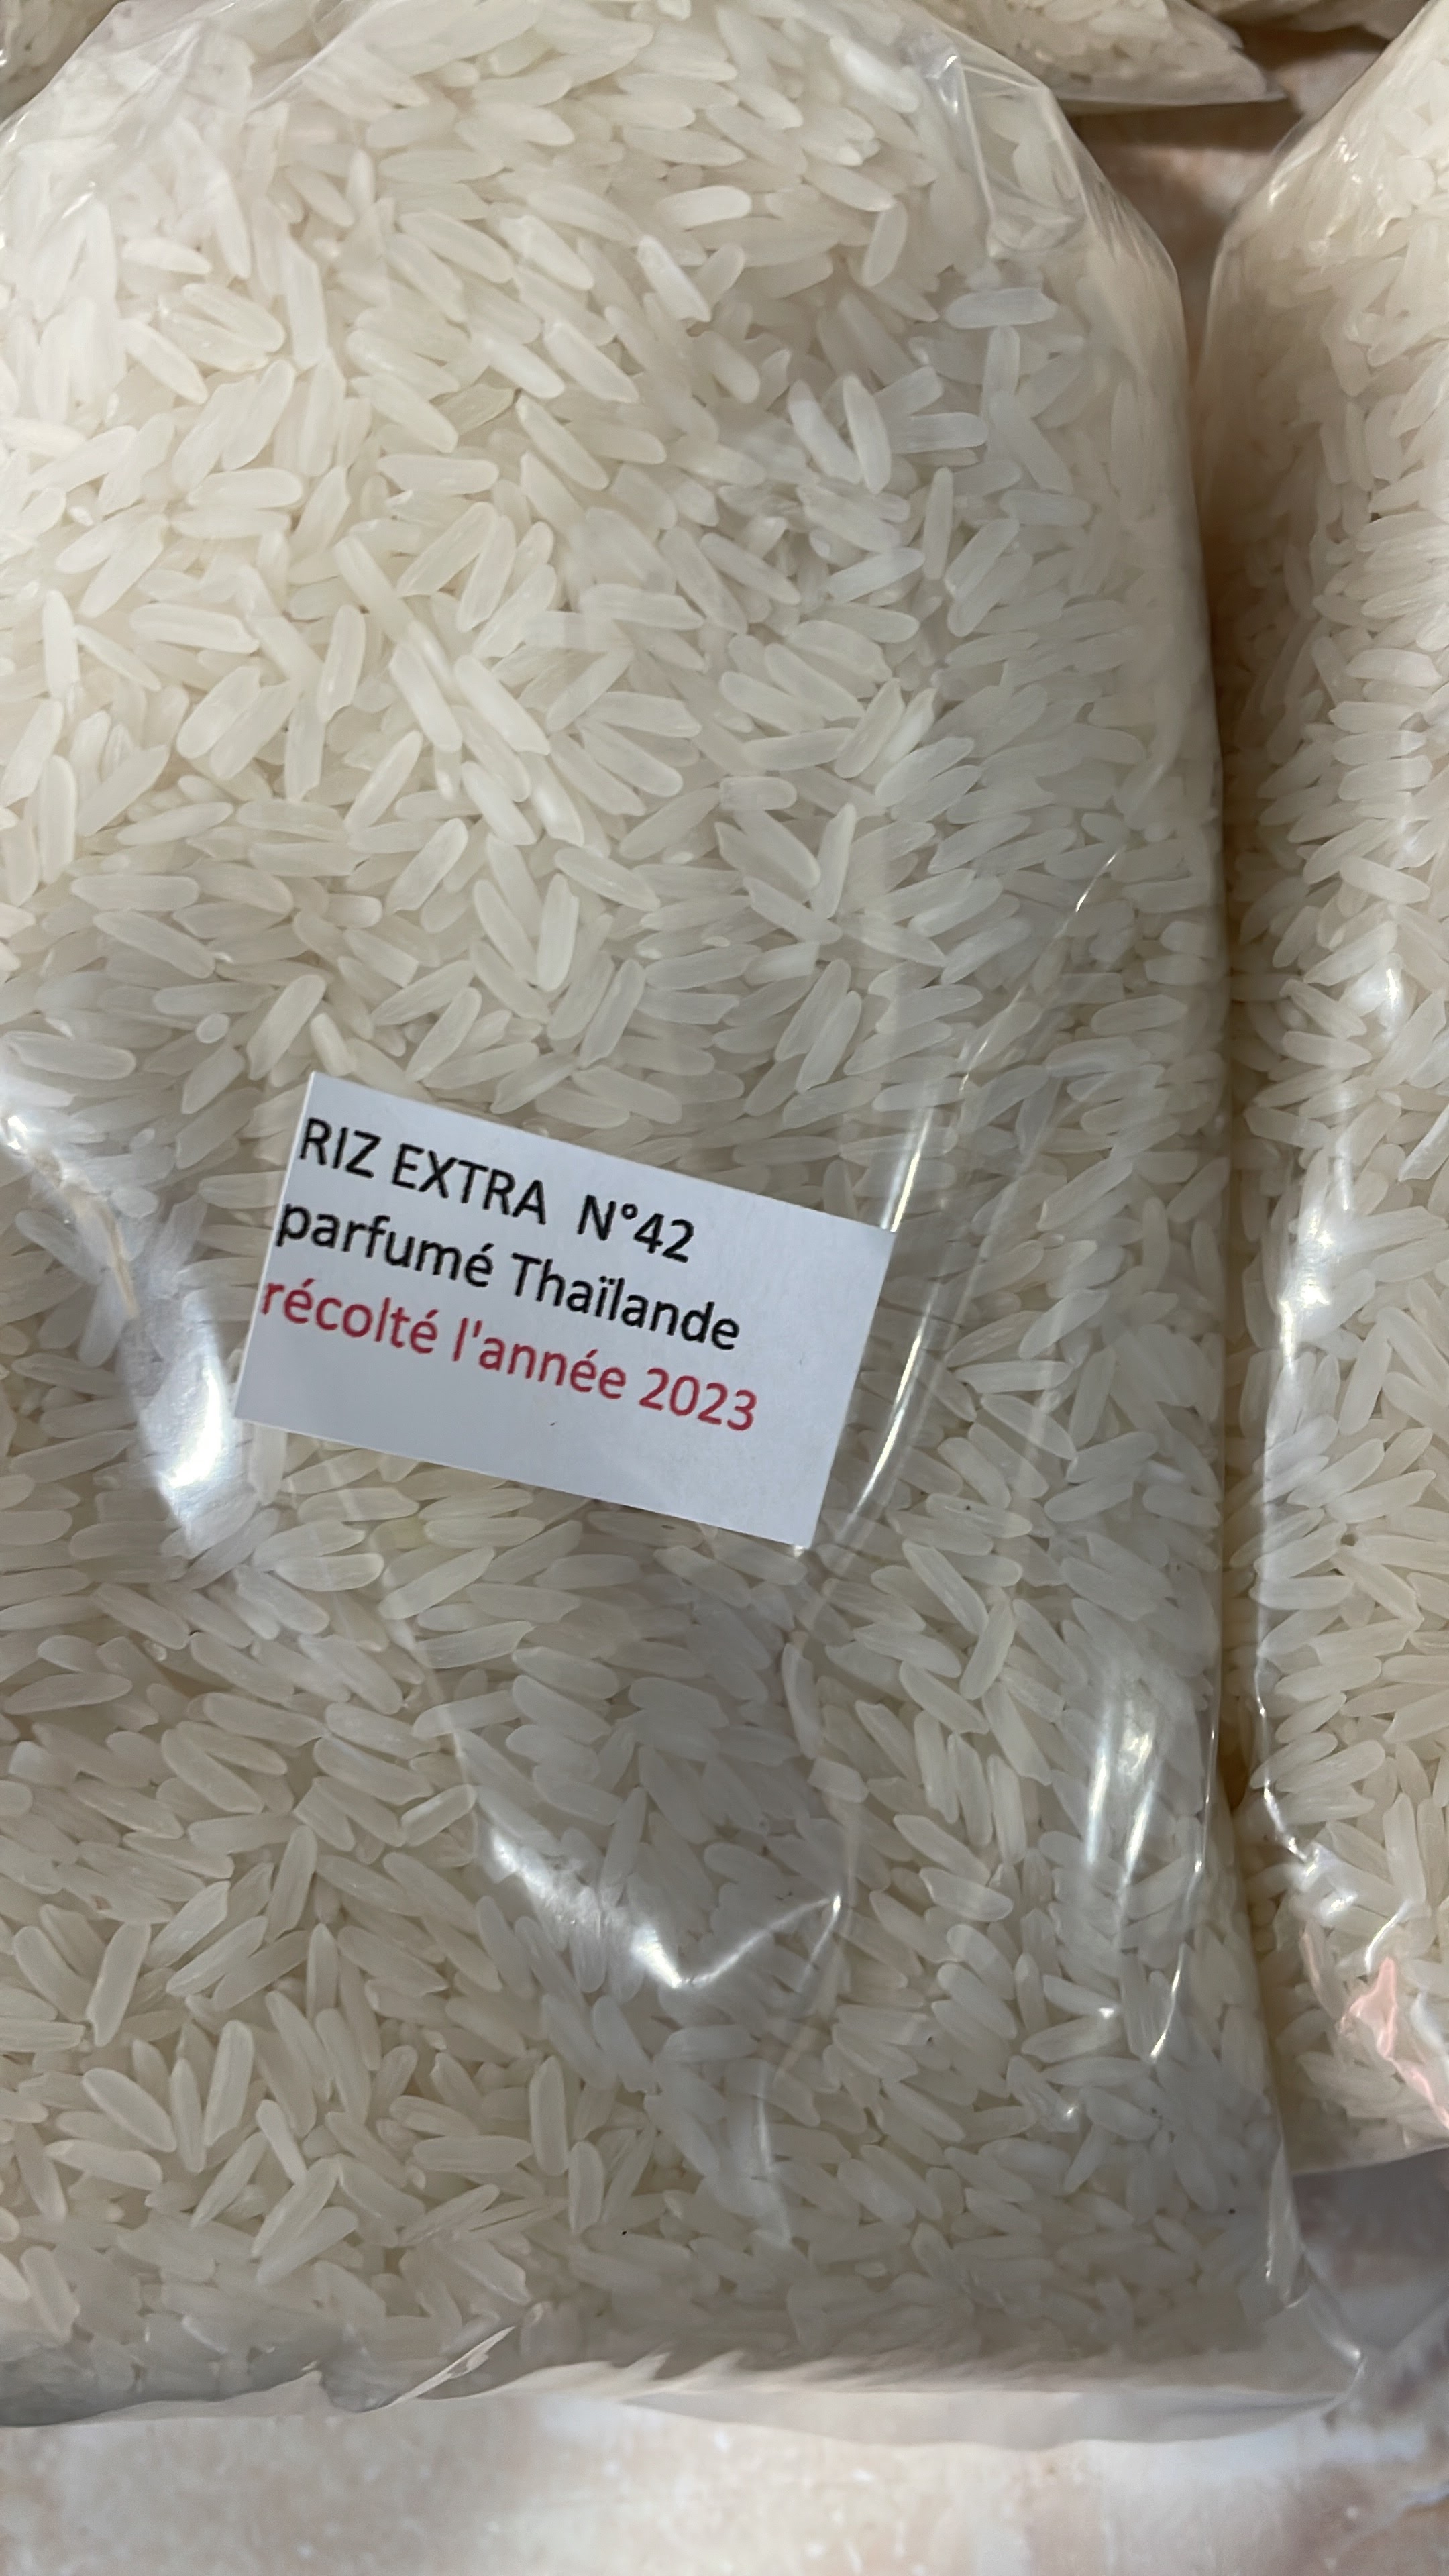 RIZ EXTRA  N°42
parfumé Thaïlande
récolté l'année 2023